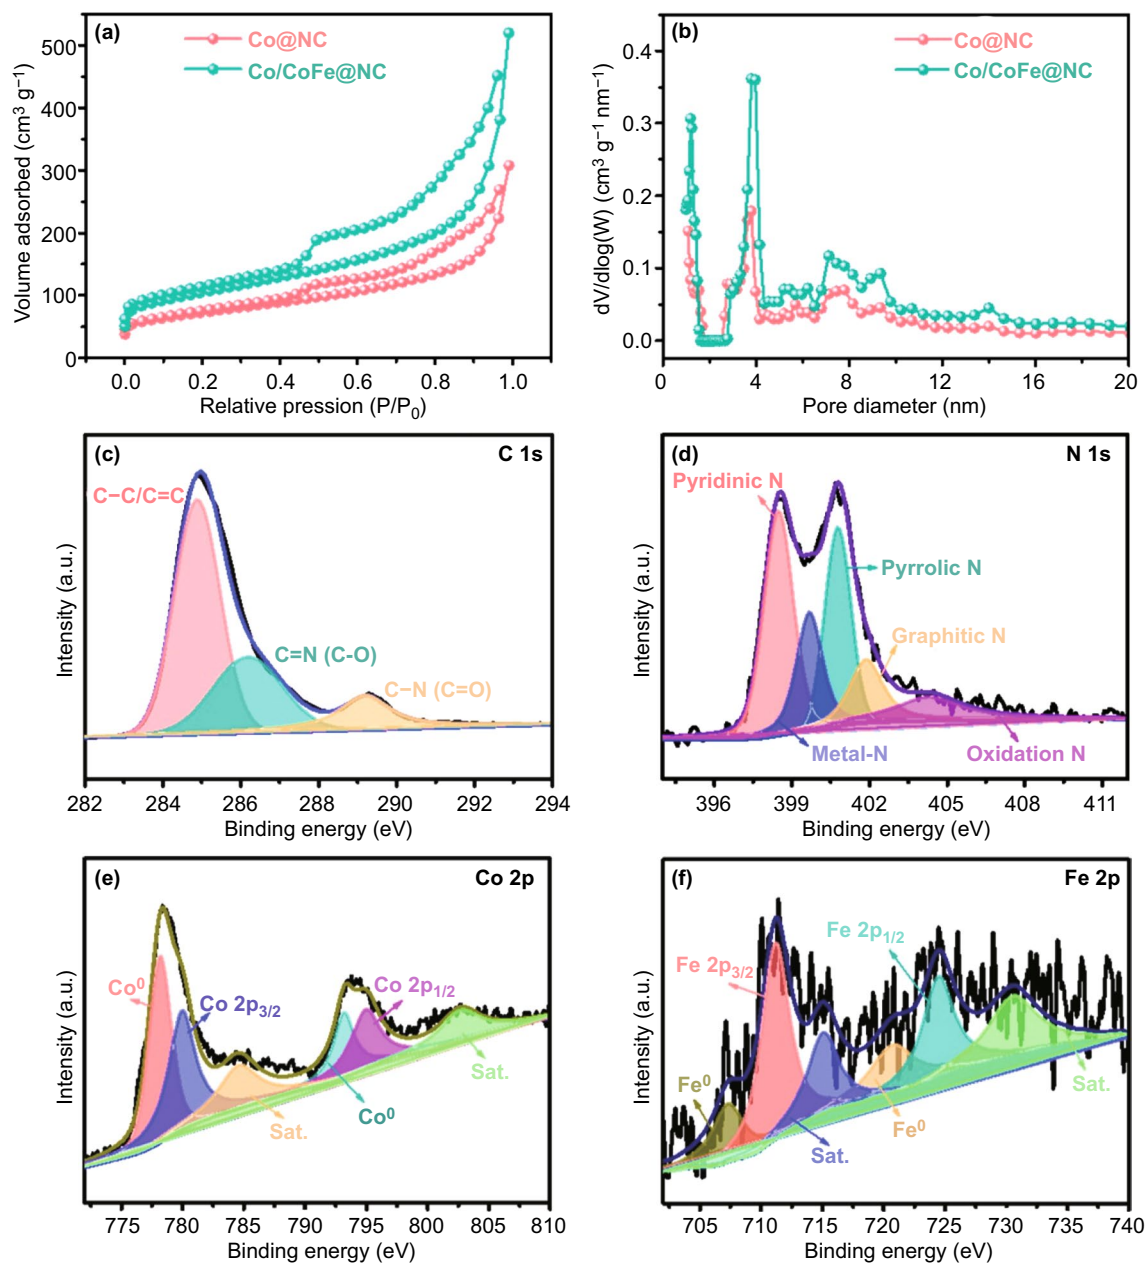 (a)
Co@NC
Co/CoFe@NC
Volume adsorbed (cm³ g⁻¹)
500
400
300
200
100
0
0.0 0.2 0.4 0.6 0.8 1.0
Relative pression (P/P₀)
(b)
Co@NC
Co/CoFe@NC
dV/dlog(W) (cm³ g⁻¹ nm⁻¹)
0.4
0.3
0.2
0.1
0.0
0 4 8 12 16 20
Pore diameter (nm)
(c)
C 1s
C−C/C=C
C=N (C-O)
C−N (C=O)
Intensity (a.u.)
282 284 286 288 290 292 294
Binding energy (eV)
(d)
N 1s
Pyridinic N
Pyrrolic N
Graphitic N
Metal-N
Oxidation N
Intensity (a.u.)
396 399 402 405 408 411
Binding energy (eV)
(e)
Co 2p
Co⁰
Co 2p₃/₂
Co 2p₁/₂
Sat.
Sat.
Co⁰
Intensity (a.u.)
775 780 785 790 795 800 805 810
Binding energy (eV)
(f)
Fe 2p
Fe 2p₁/₂
Fe 2p₃/₂
Fe⁰
Sat.
Fe⁰
Sat.
Intensity (a.u.)
705 710 715 720 725 730 735 740
Binding energy (eV)